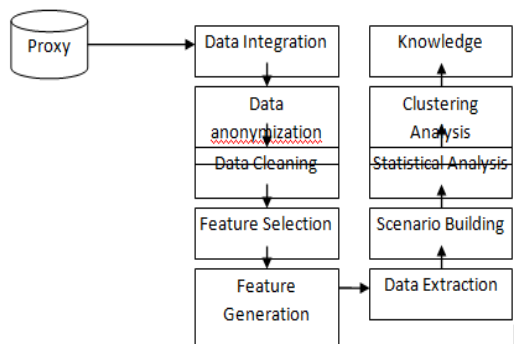 Proxy
Data Integration
Data
anonymization
Data Cleaning
Feature Selection
Feature
Generation
Data Extraction
Scenario Building
Statistical Analysis
Clustering
Analysis
Knowledge